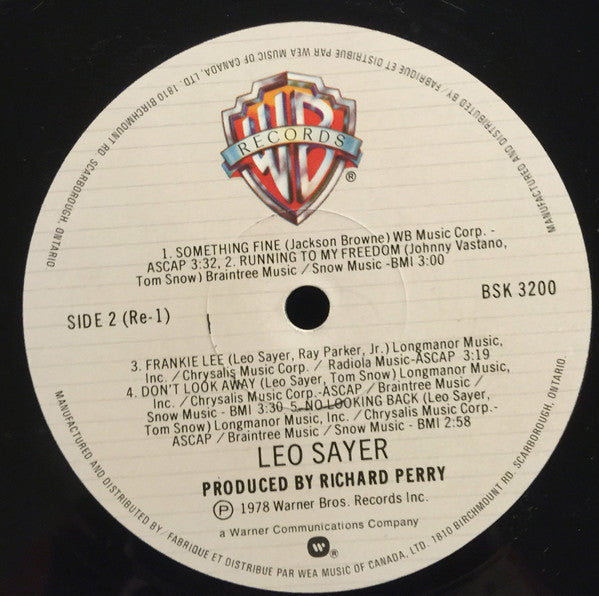 MANUFACTURED AND DISTRIBUTED BY / FABRIQUE ET DISTRIBUE PAR WEA MUSIC OF CANADA, LTD. 1810 BIRCHMOUNT RD. SCARBOROUGH, ONTARIO.
WB
RECORDS
®
1. SOMETHING FINE (Jackson Browne) WB Music Corp. -
ASCAP 3:32, 2. RUNNING TO MY FREEDOM (Johnny Vastano,
Tom Snow) Braintree Music / Snow Music -BMI 3:00
SIDE 2 (Re-1)
BSK 3200
3. FRANKIE LEE (Leo Sayer, Ray Parker, Jr.) Longmanor Music,
Inc. / Chrysalis Music Corp. / Radiola Music-ASCAP 3:19
4. DON'T LOOK AWAY (Leo Sayer, Tom Snow) Longmanor Music,
Inc. / Chrysalis Music Corp.-ASCAP / Braintree Music /
Snow Music - BMI 3:30 5. NO LOOKING BACK (Leo Sayer,
Tom Snow) Longmanor Music, Inc. / Chrysalis Music Corp.-
ASCAP / Braintree Music / Snow Music - BMI 2:58
LEO SAYER
PRODUCED BY RICHARD PERRY
℗ 1978 Warner Bros. Records Inc.
a Warner Communications Company
W ®
MANUFACTURED AND DISTRIBUTED BY / FABRIQUE ET DISTRIBUE PAR WEA MUSIC OF CANADA, LTD. 1810 BIRCHMOUNT RD. SCARBOROUGH, ONTARIO.